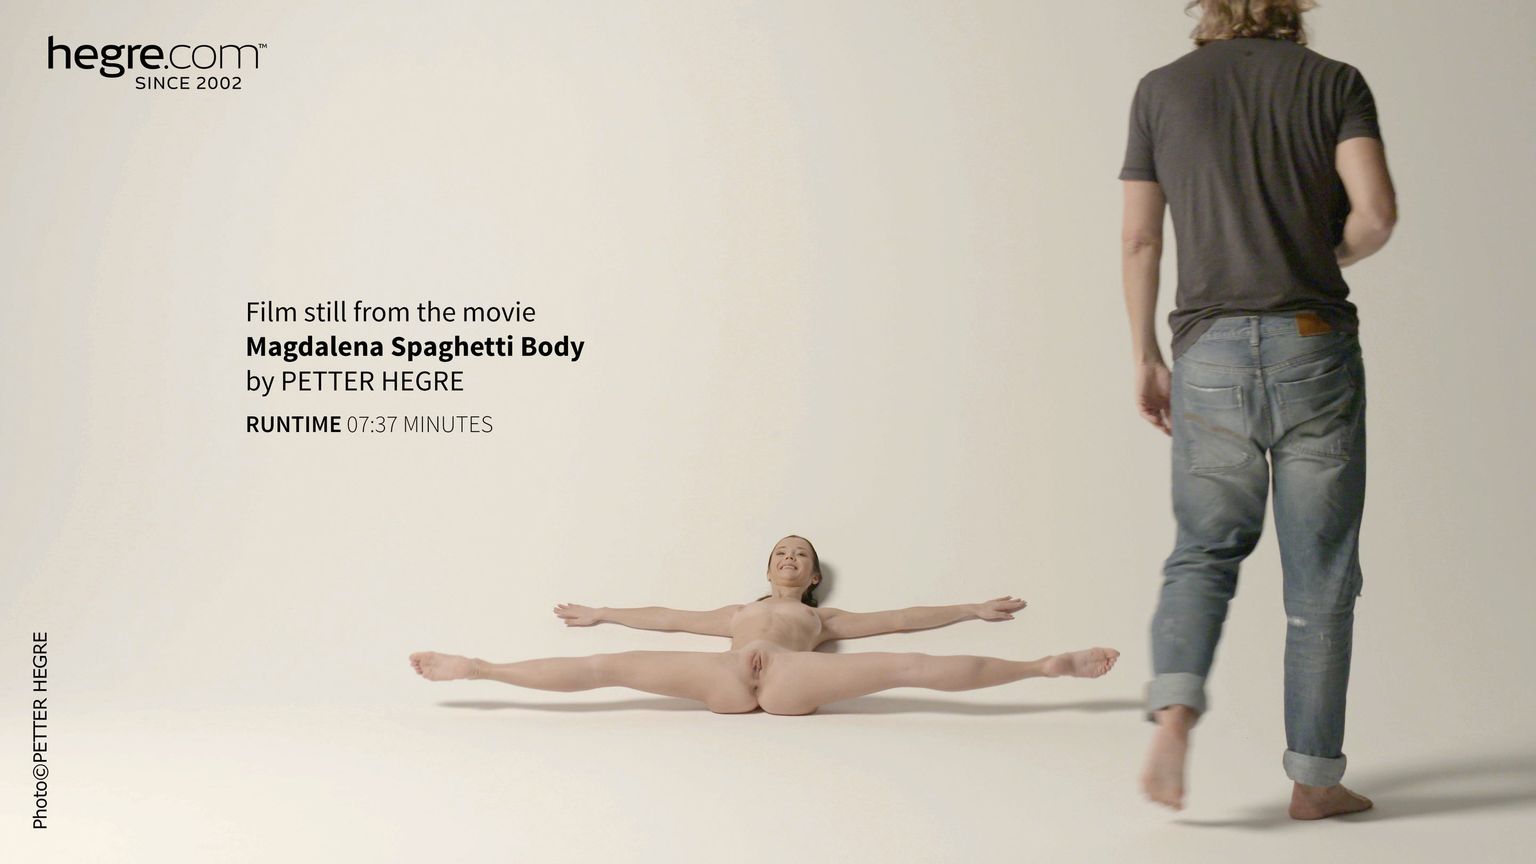 hegre.com™
SINCE 2002
Film still from the movie
Magdalena Spaghetti Body
by PETTER HEGRE
RUNTIME 07:37 MINUTES
Photo©PETTER HEGRE